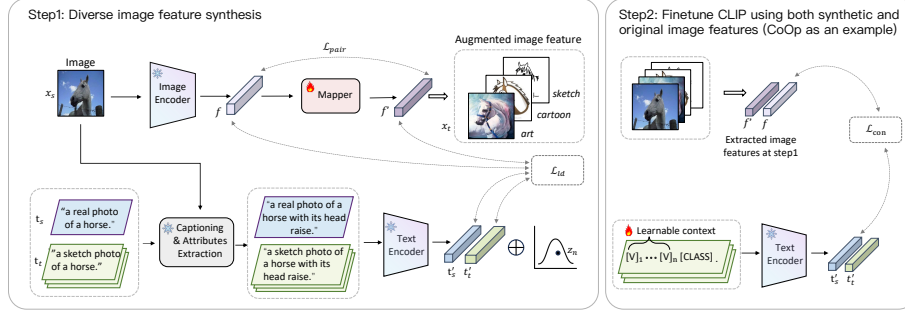 Step1: Diverse image feature synthesis
Image
x_s
Image
Encoder
f
ℒ_pair
Mapper
f'
Augmented image feature
sketch
cartoon
art
x_t
ℒ_ld
t_s
"a real photo
of a horse."
t_t
"a sketch photo
of a horse."
Captioning
& Attributes
Extraction
"a real photo of a
horse with its head
raise."
"a sketch photo of
a horse with its
head raise."
Text
Encoder
t'_s
t'_t
z_n
Step2: Finetune CLIP using both synthetic and
original image features (CoOp as an example)
f'
f
Extracted image
features at step1
ℒ_con
Learnable context
[V]_1 ••• [V]_n [CLASS] .
Text
Encoder
t'_s
t'_t